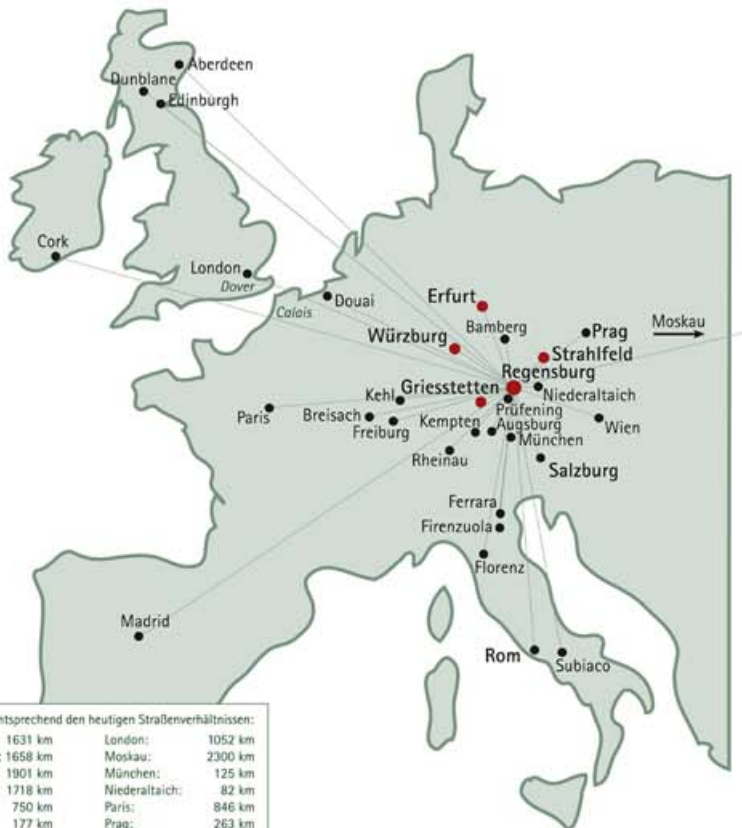 Aberdeen
Dunblane
Edinburgh
Cork
London
Dover
Calais
Douai
Erfurt
Bamberg
Würzburg
Prag
Moskau
Strahlfeld
Regensburg
Griesstetten
Niederaltaich
Kehl
Prüfening
Paris
Breisach
Freiburg
Kempten
Augsburg
Wien
München
Rheinau
Salzburg
Ferrara
Firenzuola
Florenz
Madrid
Rom
Subiaco
ntsprechend den heutigen Straßenverhältnissen:
1631 km London: 1052 km
: 1658 km Moskau: 2300 km
1901 km München: 125 km
1718 km Niederaltaich: 82 km
750 km Paris: 846 km
177 km Prag: 263 km